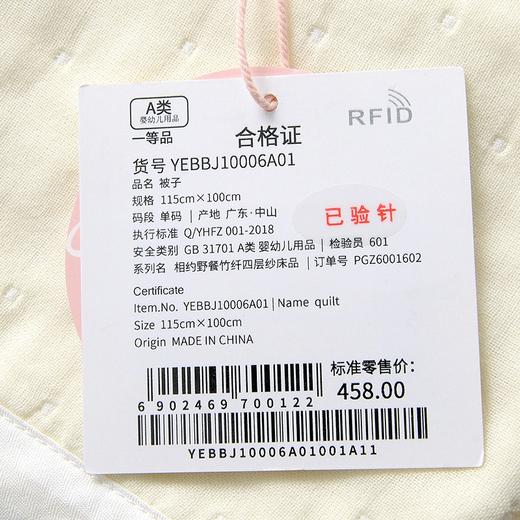 A类
婴幼儿用品
一等品
合格证
RFID
货号 YEBBJ10006A01
品名 被子
规格 115cm×100cm
码段 单码 | 产地 广东·中山
执行标准 Q/YHFZ 001-2018
安全类别 GB 31701 A类 婴幼儿用品 | 检验员 601
系列名 相约野餐竹纤四层纱床品 | 订单号 PGZ6001602
已验针
Certificate
Item.No. YEBBJ10006A01 | Name quilt
Size 115cm×100cm
Origin MADE IN CHINA
标准零售价:
458.00
6 902469 700122
YEBBJ10006A01001A11